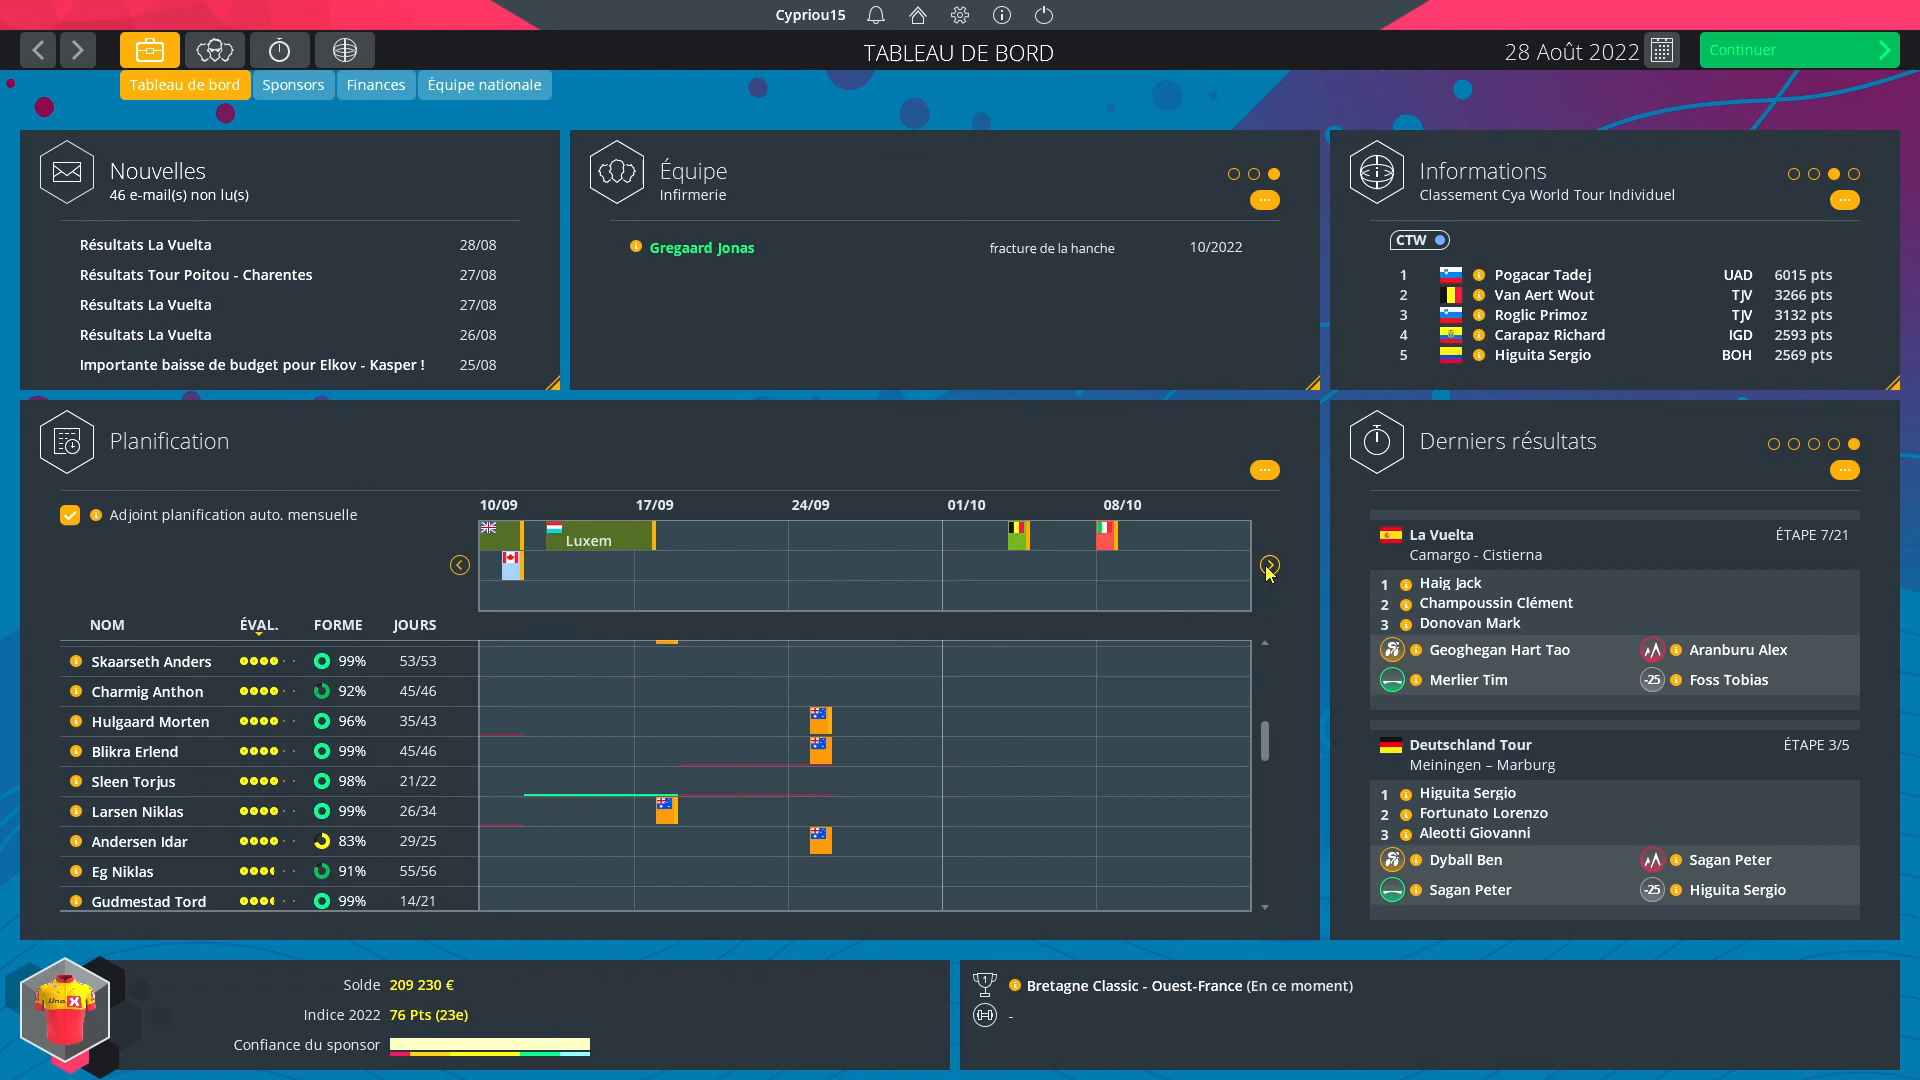 Cypriou15
TABLEAU DE BORD
28 Août 2022
Continuer
Tableau de bord
Sponsors
Finances
Équipe nationale
Nouvelles
46 e-mail(s) non lu(s)
Résultats La Vuelta 28/08
Résultats Tour Poitou - Charentes 27/08
Résultats La Vuelta 27/08
Résultats La Vuelta 26/08
Importante baisse de budget pour Elkov - Kasper ! 25/08
Équipe
Infirmerie
Gregaard Jonas fracture de la hanche 10/2022
Informations
Classement Cya World Tour Individuel
CTW
1 Pogacar Tadej UAD 6015 pts
2 Van Aert Wout TJV 3266 pts
3 Roglic Primoz TJV 3132 pts
4 Carapaz Richard IGD 2593 pts
5 Higuita Sergio BOH 2569 pts
Planification
Adjoint planification auto. mensuelle
10/09 17/09 24/09 01/10 08/10
Luxem
NOM ÉVAL. FORME JOURS
Skaarseth Anders 99% 53/53
Charmig Anthon 92% 45/46
Hulgaard Morten 96% 35/43
Blikra Erlend 99% 45/46
Sleen Torjus 98% 21/22
Larsen Niklas 99% 26/34
Andersen Idar 83% 29/25
Eg Niklas 91% 55/56
Gudmestad Tord 99% 14/21
Derniers résultats
La Vuelta ÉTAPE 7/21
Camargo - Cistierna
1 Haig Jack
2 Champoussin Clément
3 Donovan Mark
Geoghegan Hart Tao Aranburu Alex
Merlier Tim -25 Foss Tobias
Deutschland Tour ÉTAPE 3/5
Meiningen – Marburg
1 Higuita Sergio
2 Fortunato Lorenzo
3 Aleotti Giovanni
Dyball Ben Sagan Peter
Sagan Peter -25 Higuita Sergio
Uno X
Solde 209 230 €
Indice 2022 76 Pts (23e)
Confiance du sponsor
1 Bretagne Classic - Ouest-France (En ce moment)
-